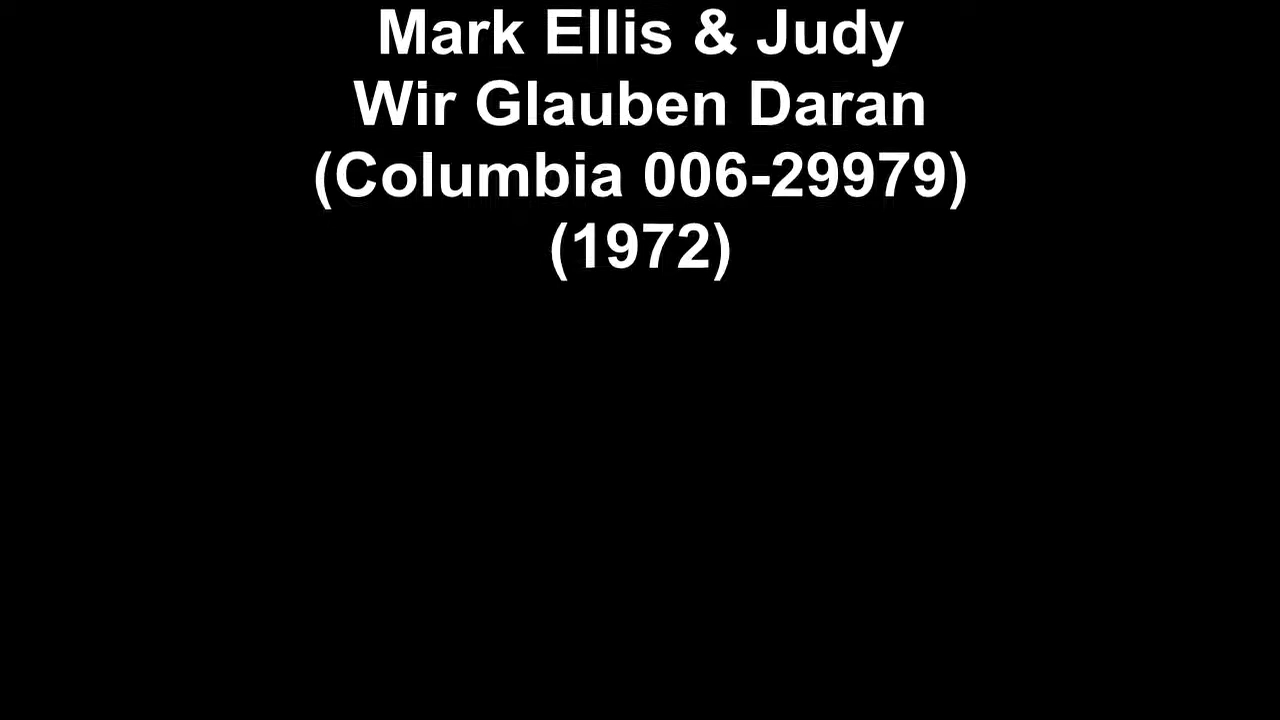 Mark Ellis & Judy
Wir Glauben Daran
(Columbia 006-29979)
(1972)